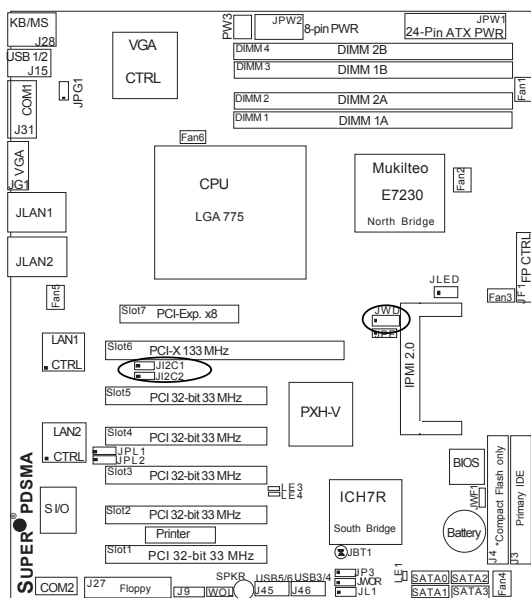 KB/MS
J28
USB 1/2
J15
COM1
J31
VGA
JG1
JLAN1
JLAN2
Fan5
JPG1
VGA
CTRL
PW3
JPW2
8-pin PWR
JPW1
24-Pin ATX PWR
DIMM 4 DIMM 2B
DIMM 3 DIMM 1B
DIMM 2 DIMM 2A
DIMM 1 DIMM 1A
Fan1
Fan6
CPU
LGA 775
Mukilteo
E7230
North Bridge
Fan2
FP CTRL
JF1
Fan3
JLED
JWD
JPF
IPMI 2.0
Slot7 PCI-Exp. x8
LAN1
CTRL
Slot6 PCI-X 133 MHz
JI2C1
JI2C2
Slot5 PCI 32-bit 33 MHz
PXH-V
LAN2
CTRL
Slot4 PCI 32-bit 33 MHz
JPL1
JPL2
Slot3 PCI 32-bit 33 MHz
LE3
LE4
BIOS
JWF1
J4 *Compact Flash only
J3 Primary IDE
SUPER® PDSMA
S I/O
Slot2 PCI 32-bit 33 MHz
Printer
Slot1 PCI 32-bit 33 MHz
ICH7R
South Bridge
Battery
JBT1
COM2
J27 Floppy
J9
WOL
SPKR
USB5/6
J45
USB3/4
J46
JP3
JWOR
JL1
LE1
SATA0 SATA2
SATA1 SATA3
Fan4